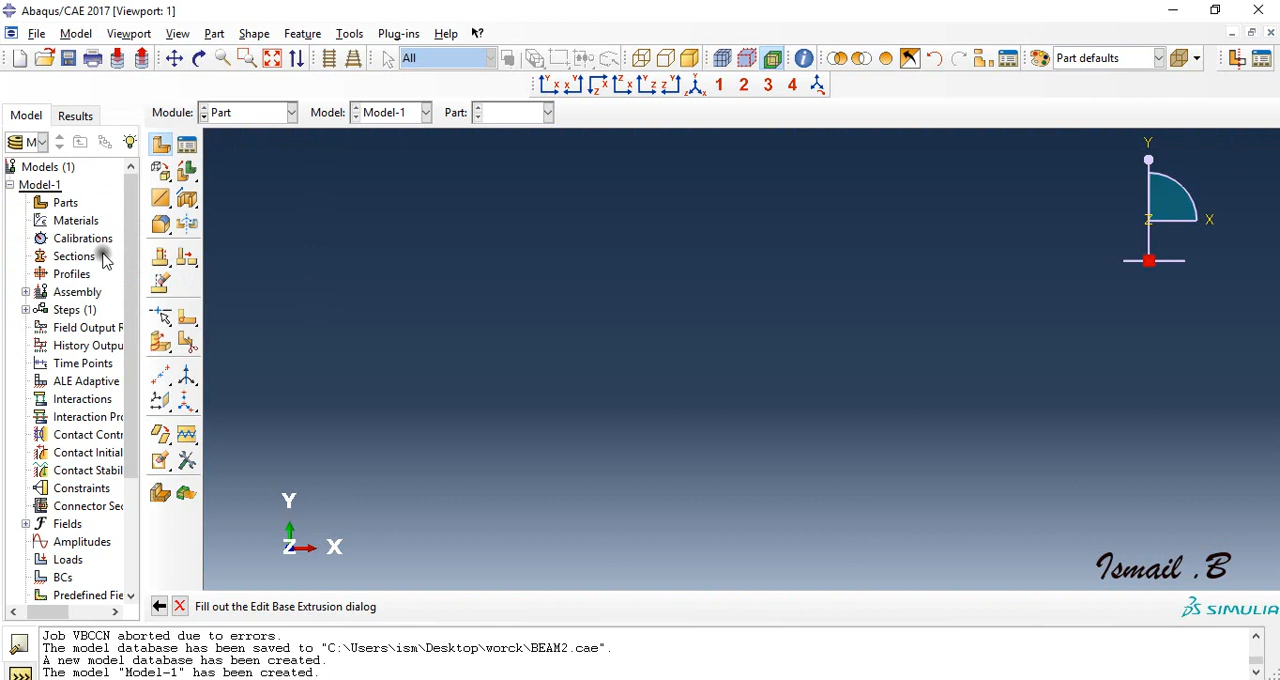 Abaqus/CAE 2017 [Viewport: 1]
File Model Viewport View Part Shape Feature Tools Plug-ins Help
All
Part defaults
1 2 3 4
Model Results
Module: Part Model: Model-1 Part:
M
Models (1)
Model-1
Parts
Materials
Calibrations
Sections
Profiles
Assembly
Steps (1)
Field Output R
History Outpu
Time Points
ALE Adaptive
Interactions
Interaction Pro
Contact Contr
Contact Initial
Contact Stabil
Constraints
Connector Sec
Fields
Amplitudes
Loads
BCs
Predefined Fie
Y
X
Z
Y
Z X
Ismail .B
Fill out the Edit Base Extrusion dialog
SIMULIA
Job VBCCN aborted due to errors.
The model database has been saved to "C:\Users\ism\Desktop\worck\BEAM2.cae".
A new model database has been created.
The model "Model-1" has been created.